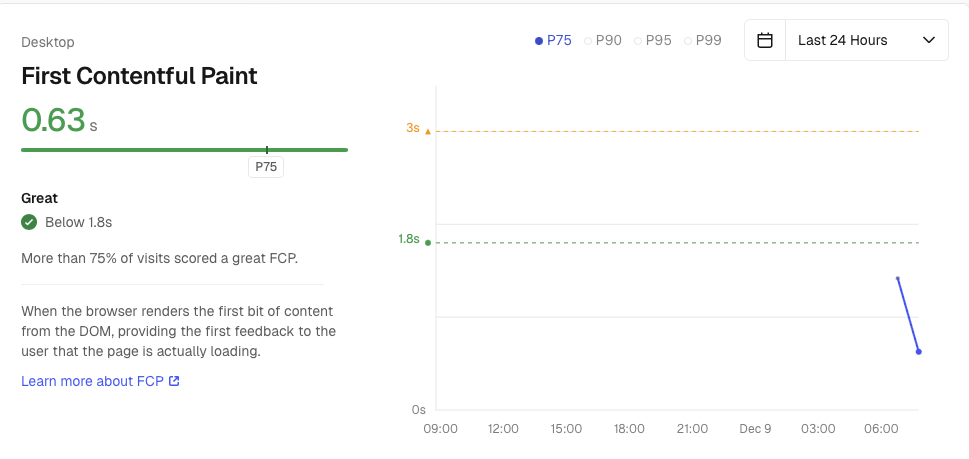 Desktop
First Contentful Paint
0.63 s
P75
Great
Below 1.8s
More than 75% of visits scored a great FCP.
When the browser renders the first bit of content
from the DOM, providing the first feedback to the
user that the page is actually loading.
Learn more about FCP
P75 P90 P95 P99 Last 24 Hours
3s
1.8s
0s
09:00 12:00 15:00 18:00 21:00 Dec 9 03:00 06:00